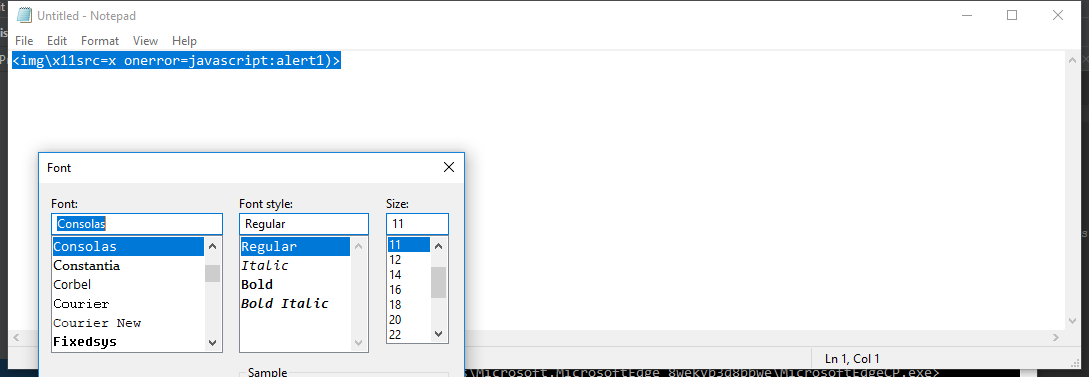 Untitled - Notepad
File Edit Format View Help
<img\x11src=x onerror=javascript:alert1)>
Font
Font: Font style: Size:
Consolas Regular 11
Consolas Regular 11
Constantia Italic 12
Corbel Bold 14
Courier Bold Italic 16
Courier New 18
Fixedsys 20
22
Ln 1, Col 1
Sample
\Microsoft.MicrosoftEdge_8wekyb3d8bbwe\MicrosoftEdgeCP.exe>